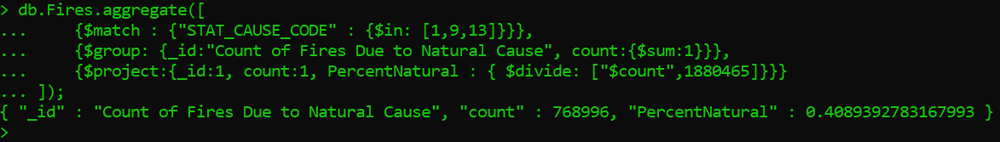 > db.Fires.aggregate([
...     {$match : {"STAT_CAUSE_CODE" : {$in: [1,9,13]}}},
...     {$group: {_id:"Count of Fires Due to Natural Cause", count:{$sum:1}}},
...     {$project:{_id:1, count:1, PercentNatural : { $divide: ["$count",1880465]}}}
... ]);
{ "_id" : "Count of Fires Due to Natural Cause", "count" : 768996, "PercentNatural" : 0.4089392783167993 }
>